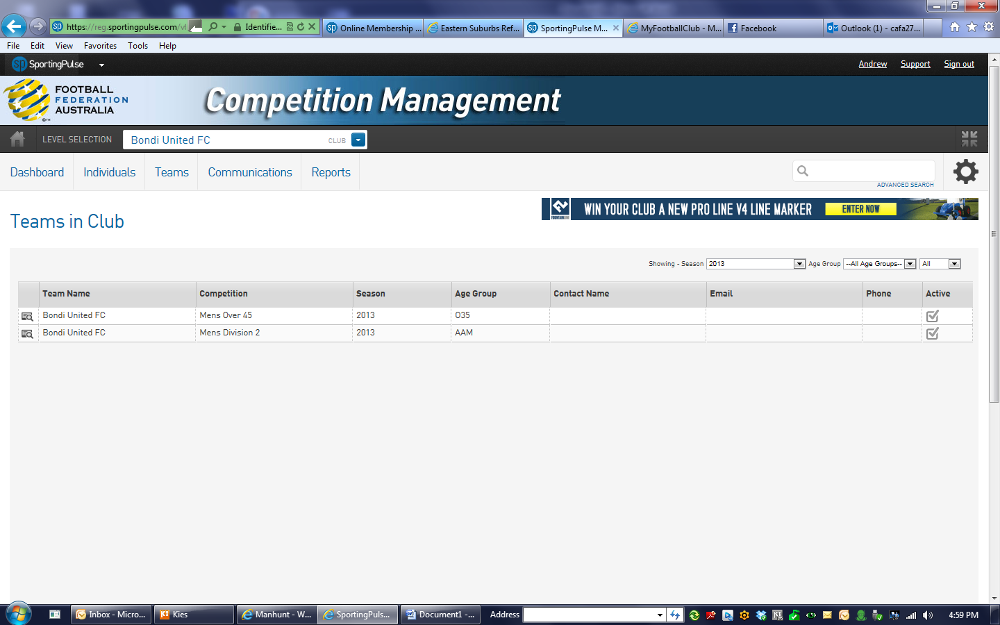 https://reg.sportingpulse.com/v6
Identifie...
Online Membership ...
Eastern Suburbs Ref...
SportingPulse M...
MyFootballClub - M...
Facebook
Outlook (1) - cafa27...
File Edit View Favorites Tools Help
sp SportingPulse
Andrew Support Sign out
FOOTBALL
FEDERATION
AUSTRALIA
Competition Management
LEVEL SELECTION Bondi United FC CLUB
Dashboard Individuals Teams Communications Reports
ADVANCED SEARCH
WIN YOUR CLUB A NEW PRO LINE V4 LINE MARKER ENTER NOW
Teams in Club
Showing - Season 2013 Age Group --All Age Groups-- All
Team Name Competition Season Age Group Contact Name Email Phone Active
Bondi United FC Mens Over 45 2013 O35
Bondi United FC Mens Division 2 2013 AAM
Inbox - Micro... Kies Manhunt - W... SportingPuls... Document1 -... Address 4:59 PM